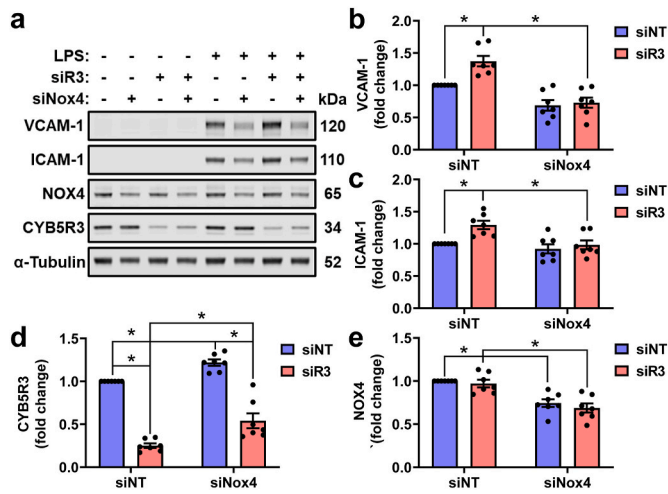 a
LPS: - - - - + + + +
siR3: - - + + - - + +
siNox4: - + - + - + - + kDa
VCAM-1 120
ICAM-1 110
NOX4 65
CYB5R3 34
α-Tubulin 52
b
VCAM-1
(fold change)
2.0
1.5
1.0
0.5
0.0
* *
siNT siNox4
siNT
siR3
c
ICAM-1
(fold change)
2.0
1.5
1.0
0.5
0.0
* *
siNT siNox4
siNT
siR3
d
CYB5R3
(fold change)
1.5
1.0
0.5
0.0
*
* *
*
siNT siNox4
siNT
siR3
e
NOX4
`(fold change)
2.0
1.5
1.0
0.5
0.0
* *
siNT siNox4
siNT
siR3